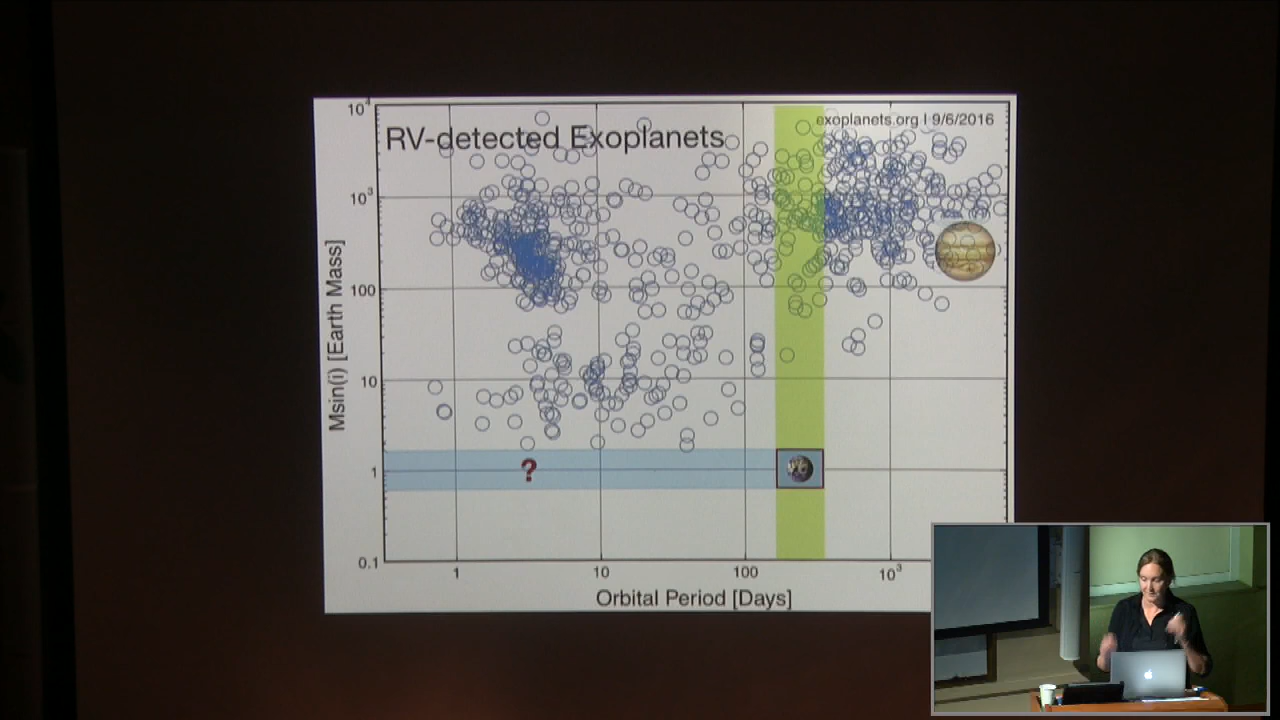 RV-detected Exoplanets
exoplanets.org | 9/6/2016
Msin(i) [Earth Mass]
10⁴
10³
100
10
1
0.1
?
1
10
100
10³
Orbital Period [Days]